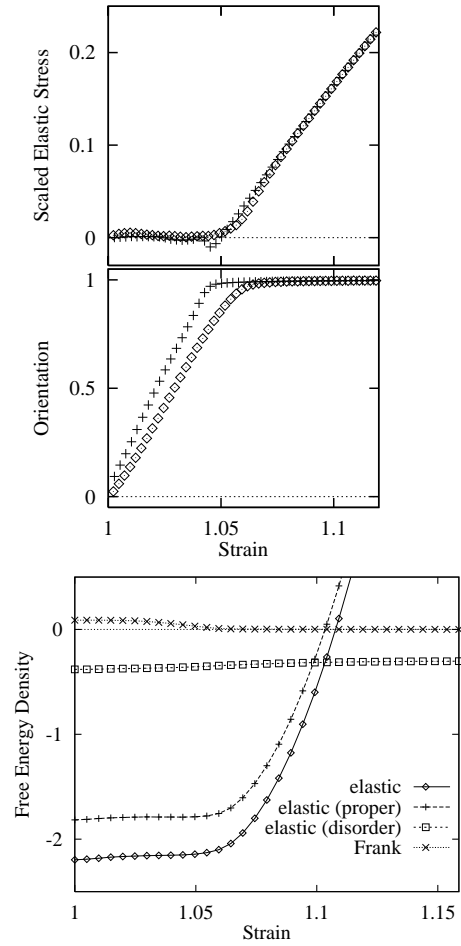 Scaled Elastic Stress
0.2
0.1
0
Orientation
1
0.5
0
1
1.05
1.1
Strain
Free Energy Density
0
-1
-2
elastic
elastic (proper)
elastic (disorder)
Frank
1
1.05
1.1
1.15
Strain